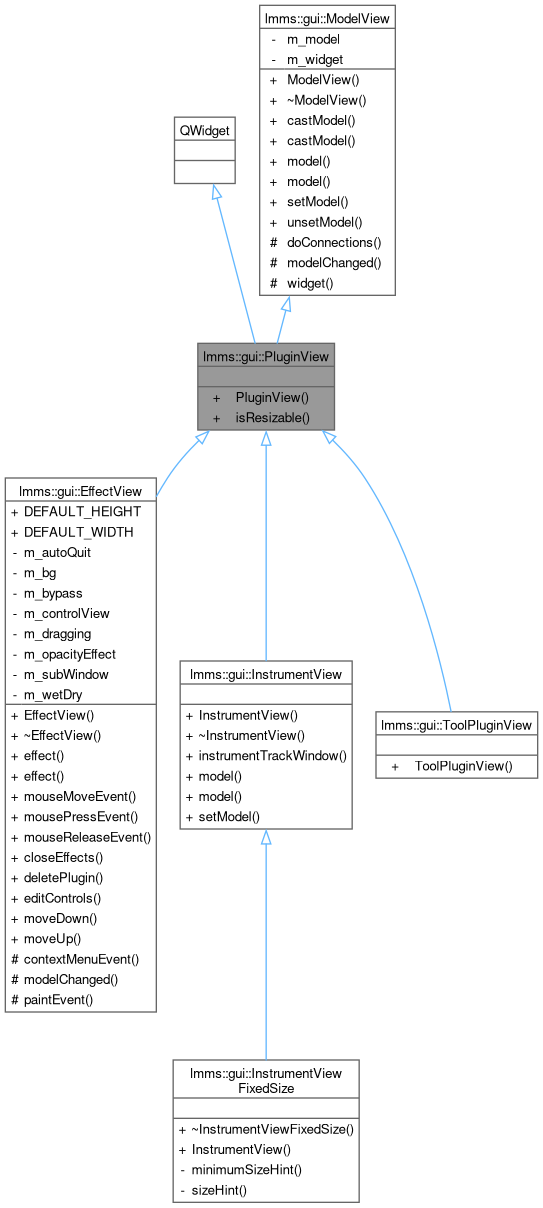 lmms::gui::ModelView
- m_model
- m_widget
+ ModelView()
+ ~ModelView()
+ castModel()
+ castModel()
+ model()
+ model()
+ setModel()
+ unsetModel()
# doConnections()
# modelChanged()
# widget()
QWidget
lmms::gui::PluginView
+ PluginView()
+ isResizable()
lmms::gui::EffectView
+ DEFAULT_HEIGHT
+ DEFAULT_WIDTH
- m_autoQuit
- m_bg
- m_bypass
- m_controlView
- m_dragging
- m_opacityEffect
- m_subWindow
- m_wetDry
+ EffectView()
+ ~EffectView()
+ effect()
+ effect()
+ mouseMoveEvent()
+ mousePressEvent()
+ mouseReleaseEvent()
+ closeEffects()
+ deletePlugin()
+ editControls()
+ moveDown()
+ moveUp()
# contextMenuEvent()
# modelChanged()
# paintEvent()
lmms::gui::InstrumentView
+ InstrumentView()
+ ~InstrumentView()
+ instrumentTrackWindow()
+ model()
+ model()
+ setModel()
lmms::gui::ToolPluginView
+ ToolPluginView()
lmms::gui::InstrumentView
FixedSize
+ ~InstrumentViewFixedSize()
+ InstrumentView()
- minimumSizeHint()
- sizeHint()